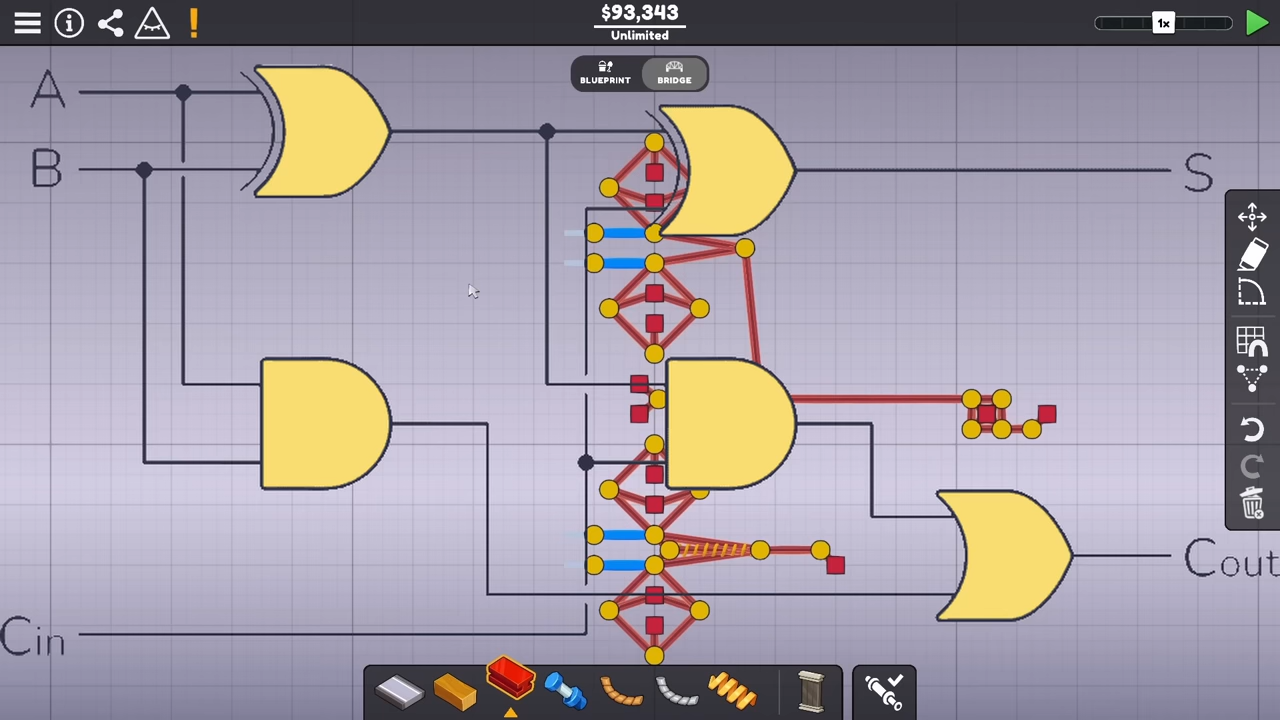 $93,343
Unlimited
1x
BLUEPRINT
BRIDGE
A
B
S
Cout
Cin